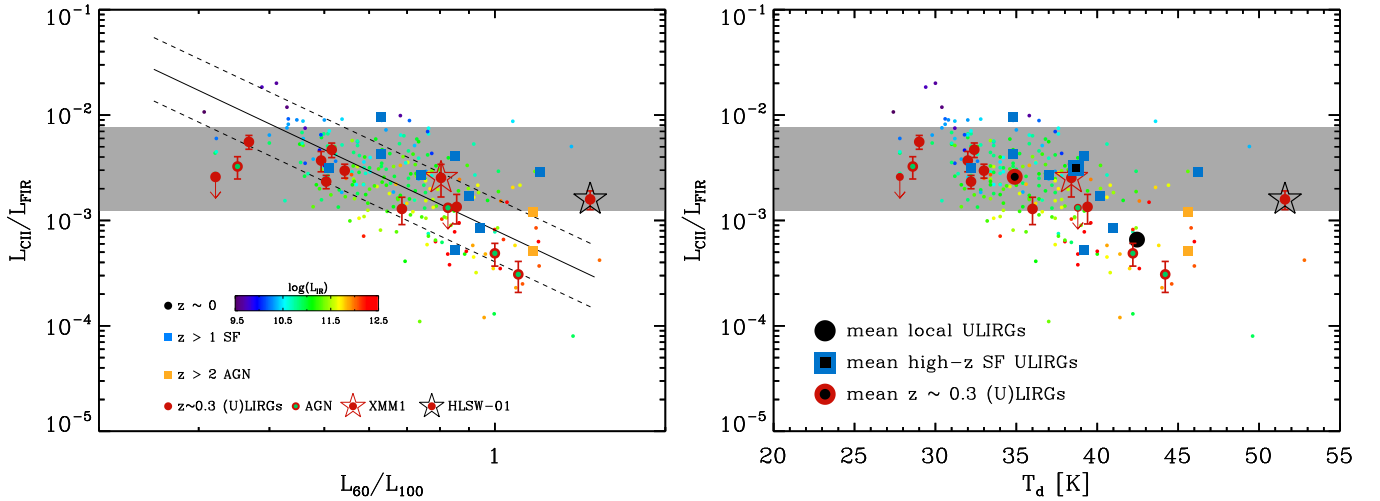 10⁻¹
10⁻²
10⁻³
10⁻⁴
10⁻⁵
L_CII/L_FIR
log(L_IR)
9.5 10.5 11.5 12.5
z ~ 0
z > 1 SF
z > 2 AGN
z~0.3 (U)LIRGs AGN XMM1 HLSW-01
1
L₆₀/L₁₀₀
10⁻¹
10⁻²
10⁻³
10⁻⁴
10⁻⁵
L_CII/L_FIR
mean local ULIRGs
mean high-z SF ULIRGs
mean z ~ 0.3 (U)LIRGs
20 25 30 35 40 45 50 55
T_d [K]